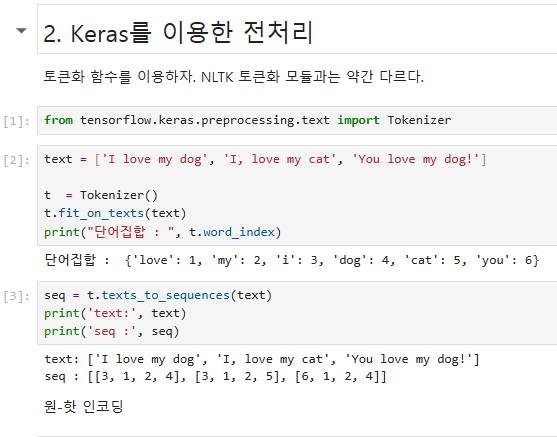 2. Keras를 이용한 전처리
토큰화 함수를 이용하자. NLTK 토큰화 모듈과는 약간 다르다.
[1]: from tensorflow.keras.preprocessing.text import Tokenizer
[2]: text = ['I love my dog', 'I, love my cat', 'You love my dog!']
t  = Tokenizer()
t.fit_on_texts(text)
print("단어집합 : ", t.word_index)
단어집합 :  {'love': 1, 'my': 2, 'i': 3, 'dog': 4, 'cat': 5, 'you': 6}
[3]: seq = t.texts_to_sequences(text)
print('text:', text)
print('seq :', seq)
text: ['I love my dog', 'I, love my cat', 'You love my dog!']
seq : [[3, 1, 2, 4], [3, 1, 2, 5], [6, 1, 2, 4]]
원-핫 인코딩